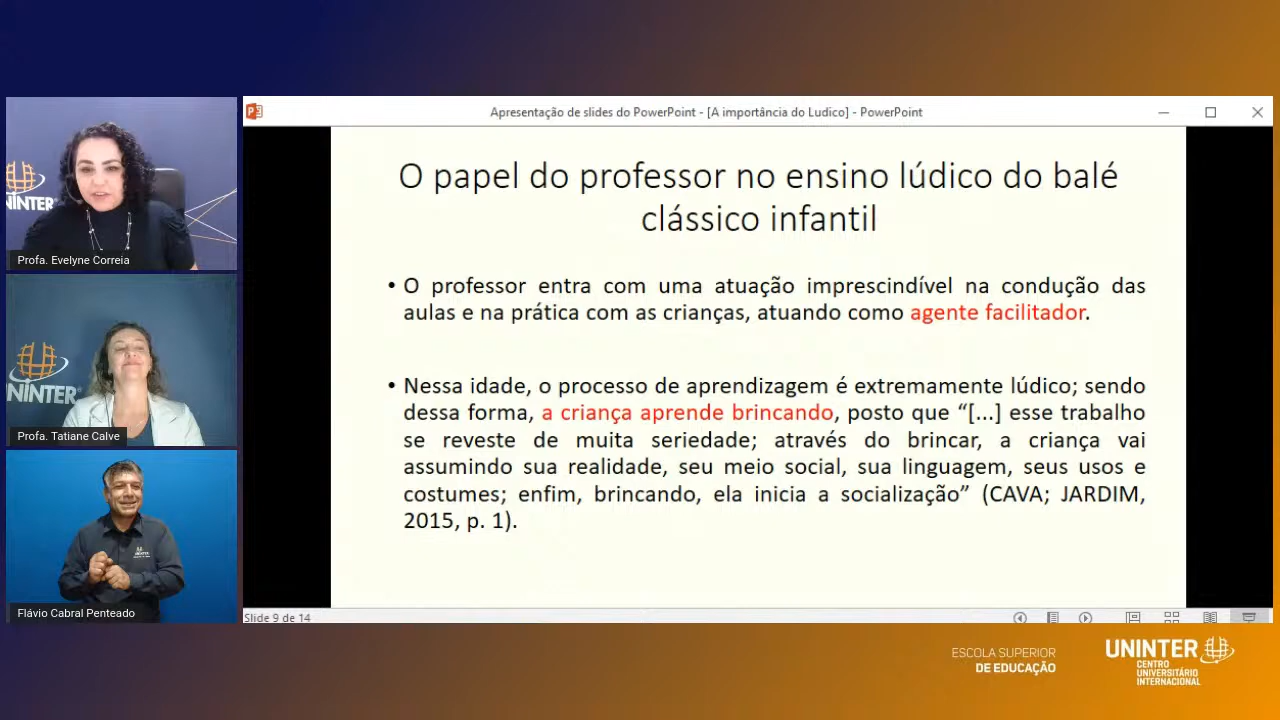 Apresentação de slides do PowerPoint - [A importância do Ludico] - PowerPoint
UNINTER
Profa. Evelyne Correia
UNINTER
Profa. Tatiane Calve
Flávio Cabral Penteado
O papel do professor no ensino lúdico do balé
clássico infantil
• O professor entra com uma atuação imprescindível na condução das
aulas e na prática com as crianças, atuando como agente facilitador.
• Nessa idade, o processo de aprendizagem é extremamente lúdico; sendo
dessa forma, a criança aprende brincando, posto que “[...] esse trabalho
se reveste de muita seriedade; através do brincar, a criança vai
assumindo sua realidade, seu meio social, sua linguagem, seus usos e
costumes; enfim, brincando, ela inicia a socialização” (CAVA; JARDIM,
2015, p. 1).
Slide 9 de 14
ESCOLA SUPERIOR
DE EDUCAÇÃO
UNINTER
CENTRO
UNIVERSITÁRIO
INTERNACIONAL